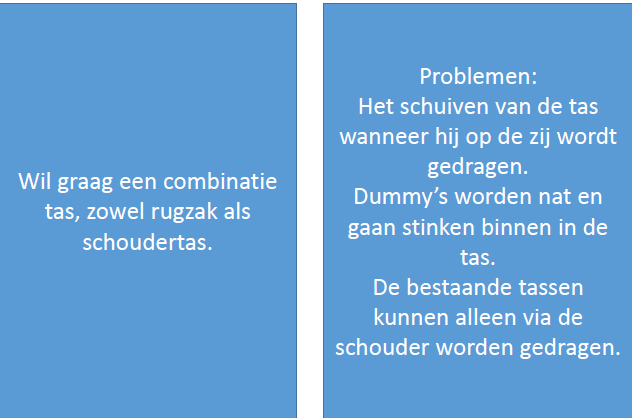 Wil graag een combinatie
tas, zowel rugzak als
schoudertas.
Problemen:
Het schuiven van de tas
wanneer hij op de zij wordt
gedragen.
Dummy’s worden nat en
gaan stinken binnen in de
tas.
De bestaande tassen
kunnen alleen via de
schouder worden gedragen.